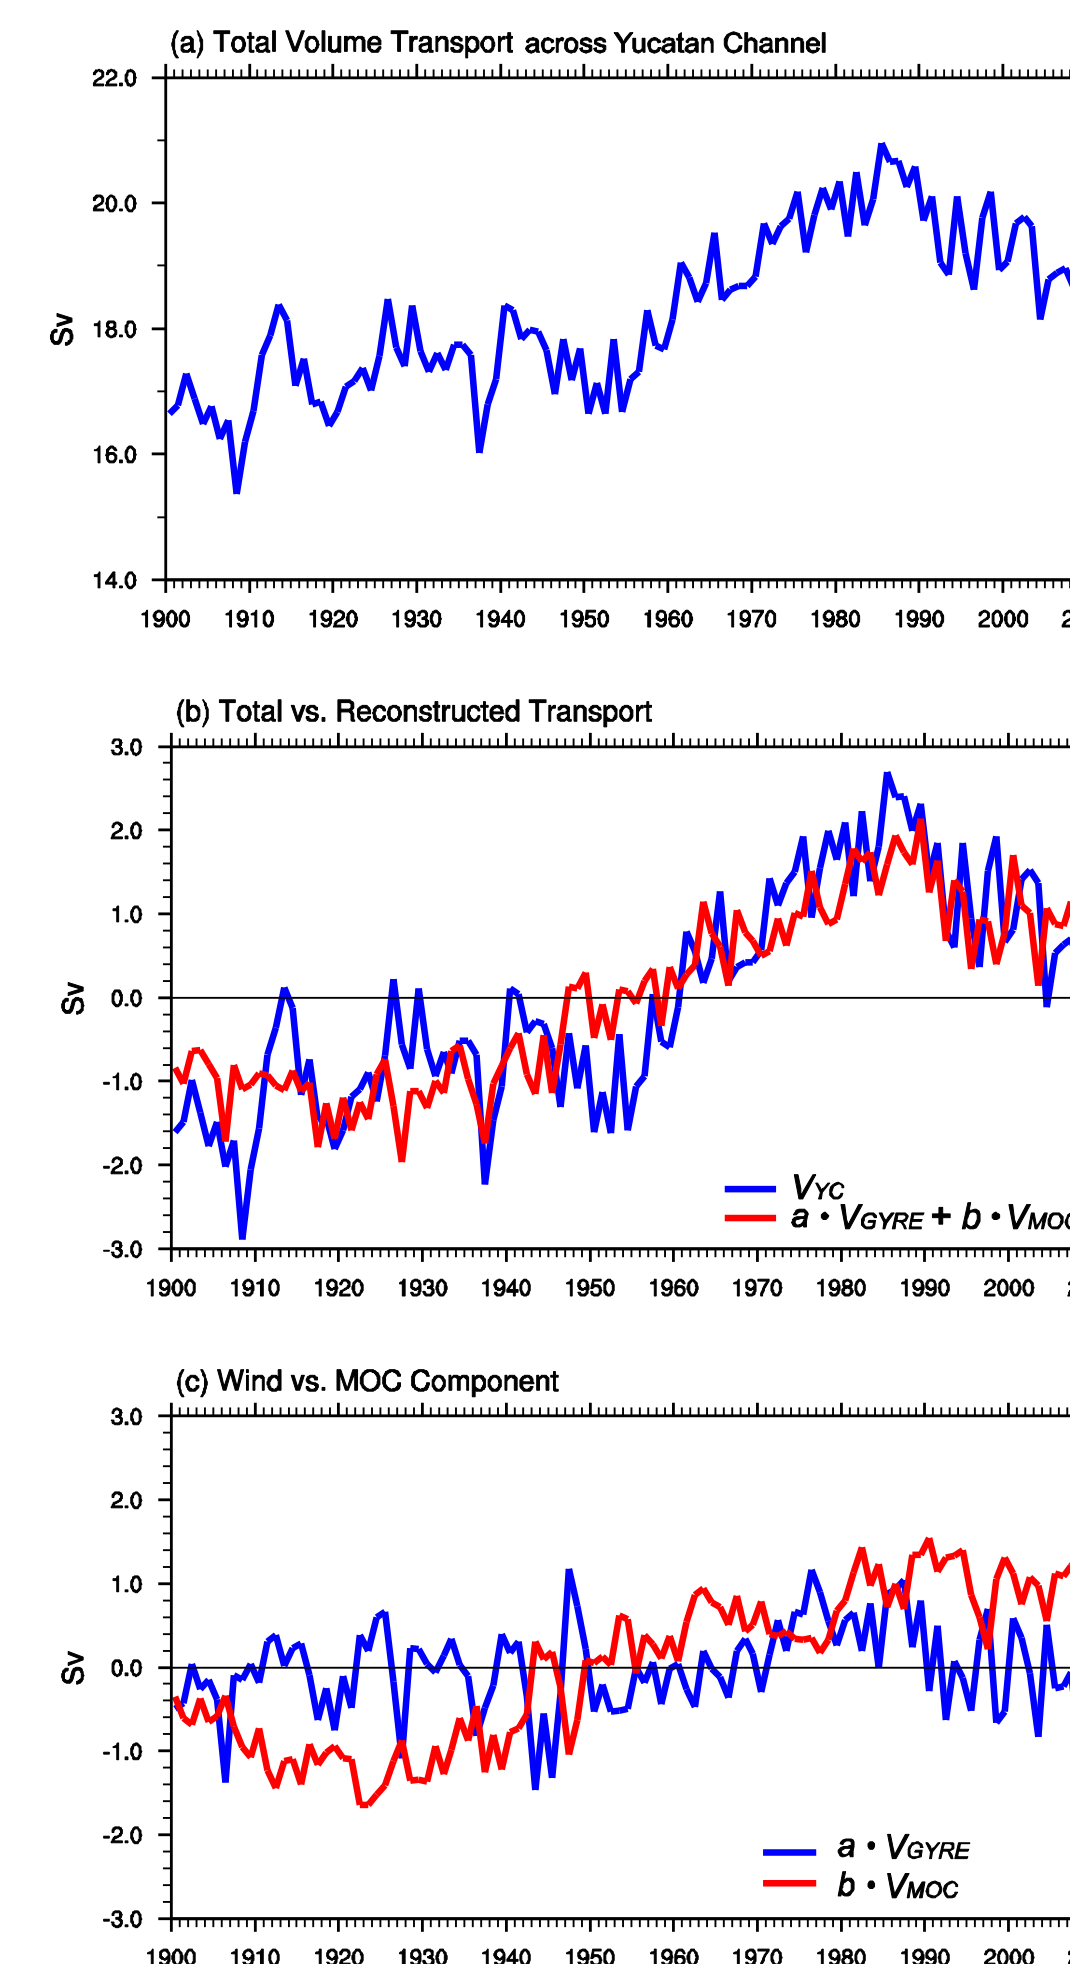 (a) Total Volume Transport across Yucatan Channel
22.0
20.0
18.0
16.0
14.0
Sv
1900 1910 1920 1930 1940 1950 1960 1970 1980 1990 2000 2
(b) Total vs. Reconstructed Transport
3.0
2.0
1.0
0.0
-1.0
-2.0
-3.0
Sv
VYC
a • VGYRE + b • VMOC
1900 1910 1920 1930 1940 1950 1960 1970 1980 1990 2000 2
(c) Wind vs. MOC Component
3.0
2.0
1.0
0.0
-1.0
-2.0
-3.0
Sv
a • VGYRE
b • VMOC
1900 1910 1920 1930 1940 1950 1960 1970 1980 1990 2000 2